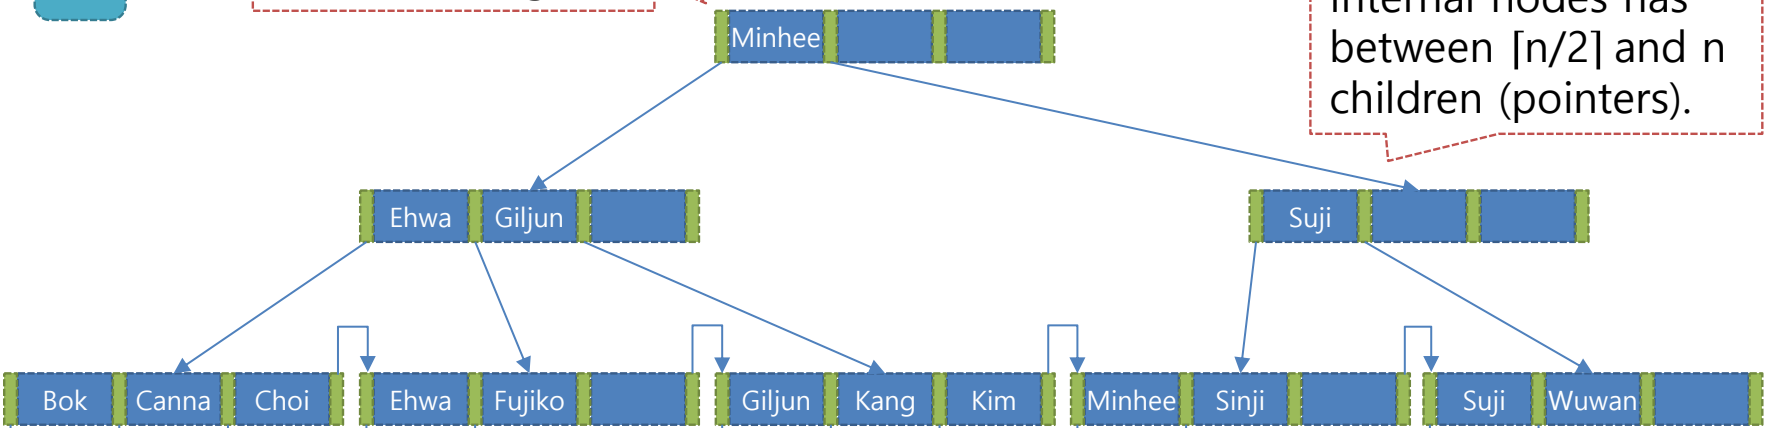 Internal nodes has
between ⌈n/2⌉ and n
children (pointers).
Minhee
Ehwa Giljun
Suji
Bok Canna Choi
Ehwa Fujiko
Giljun Kang Kim
Minhee Sinji
Suji Wuwan